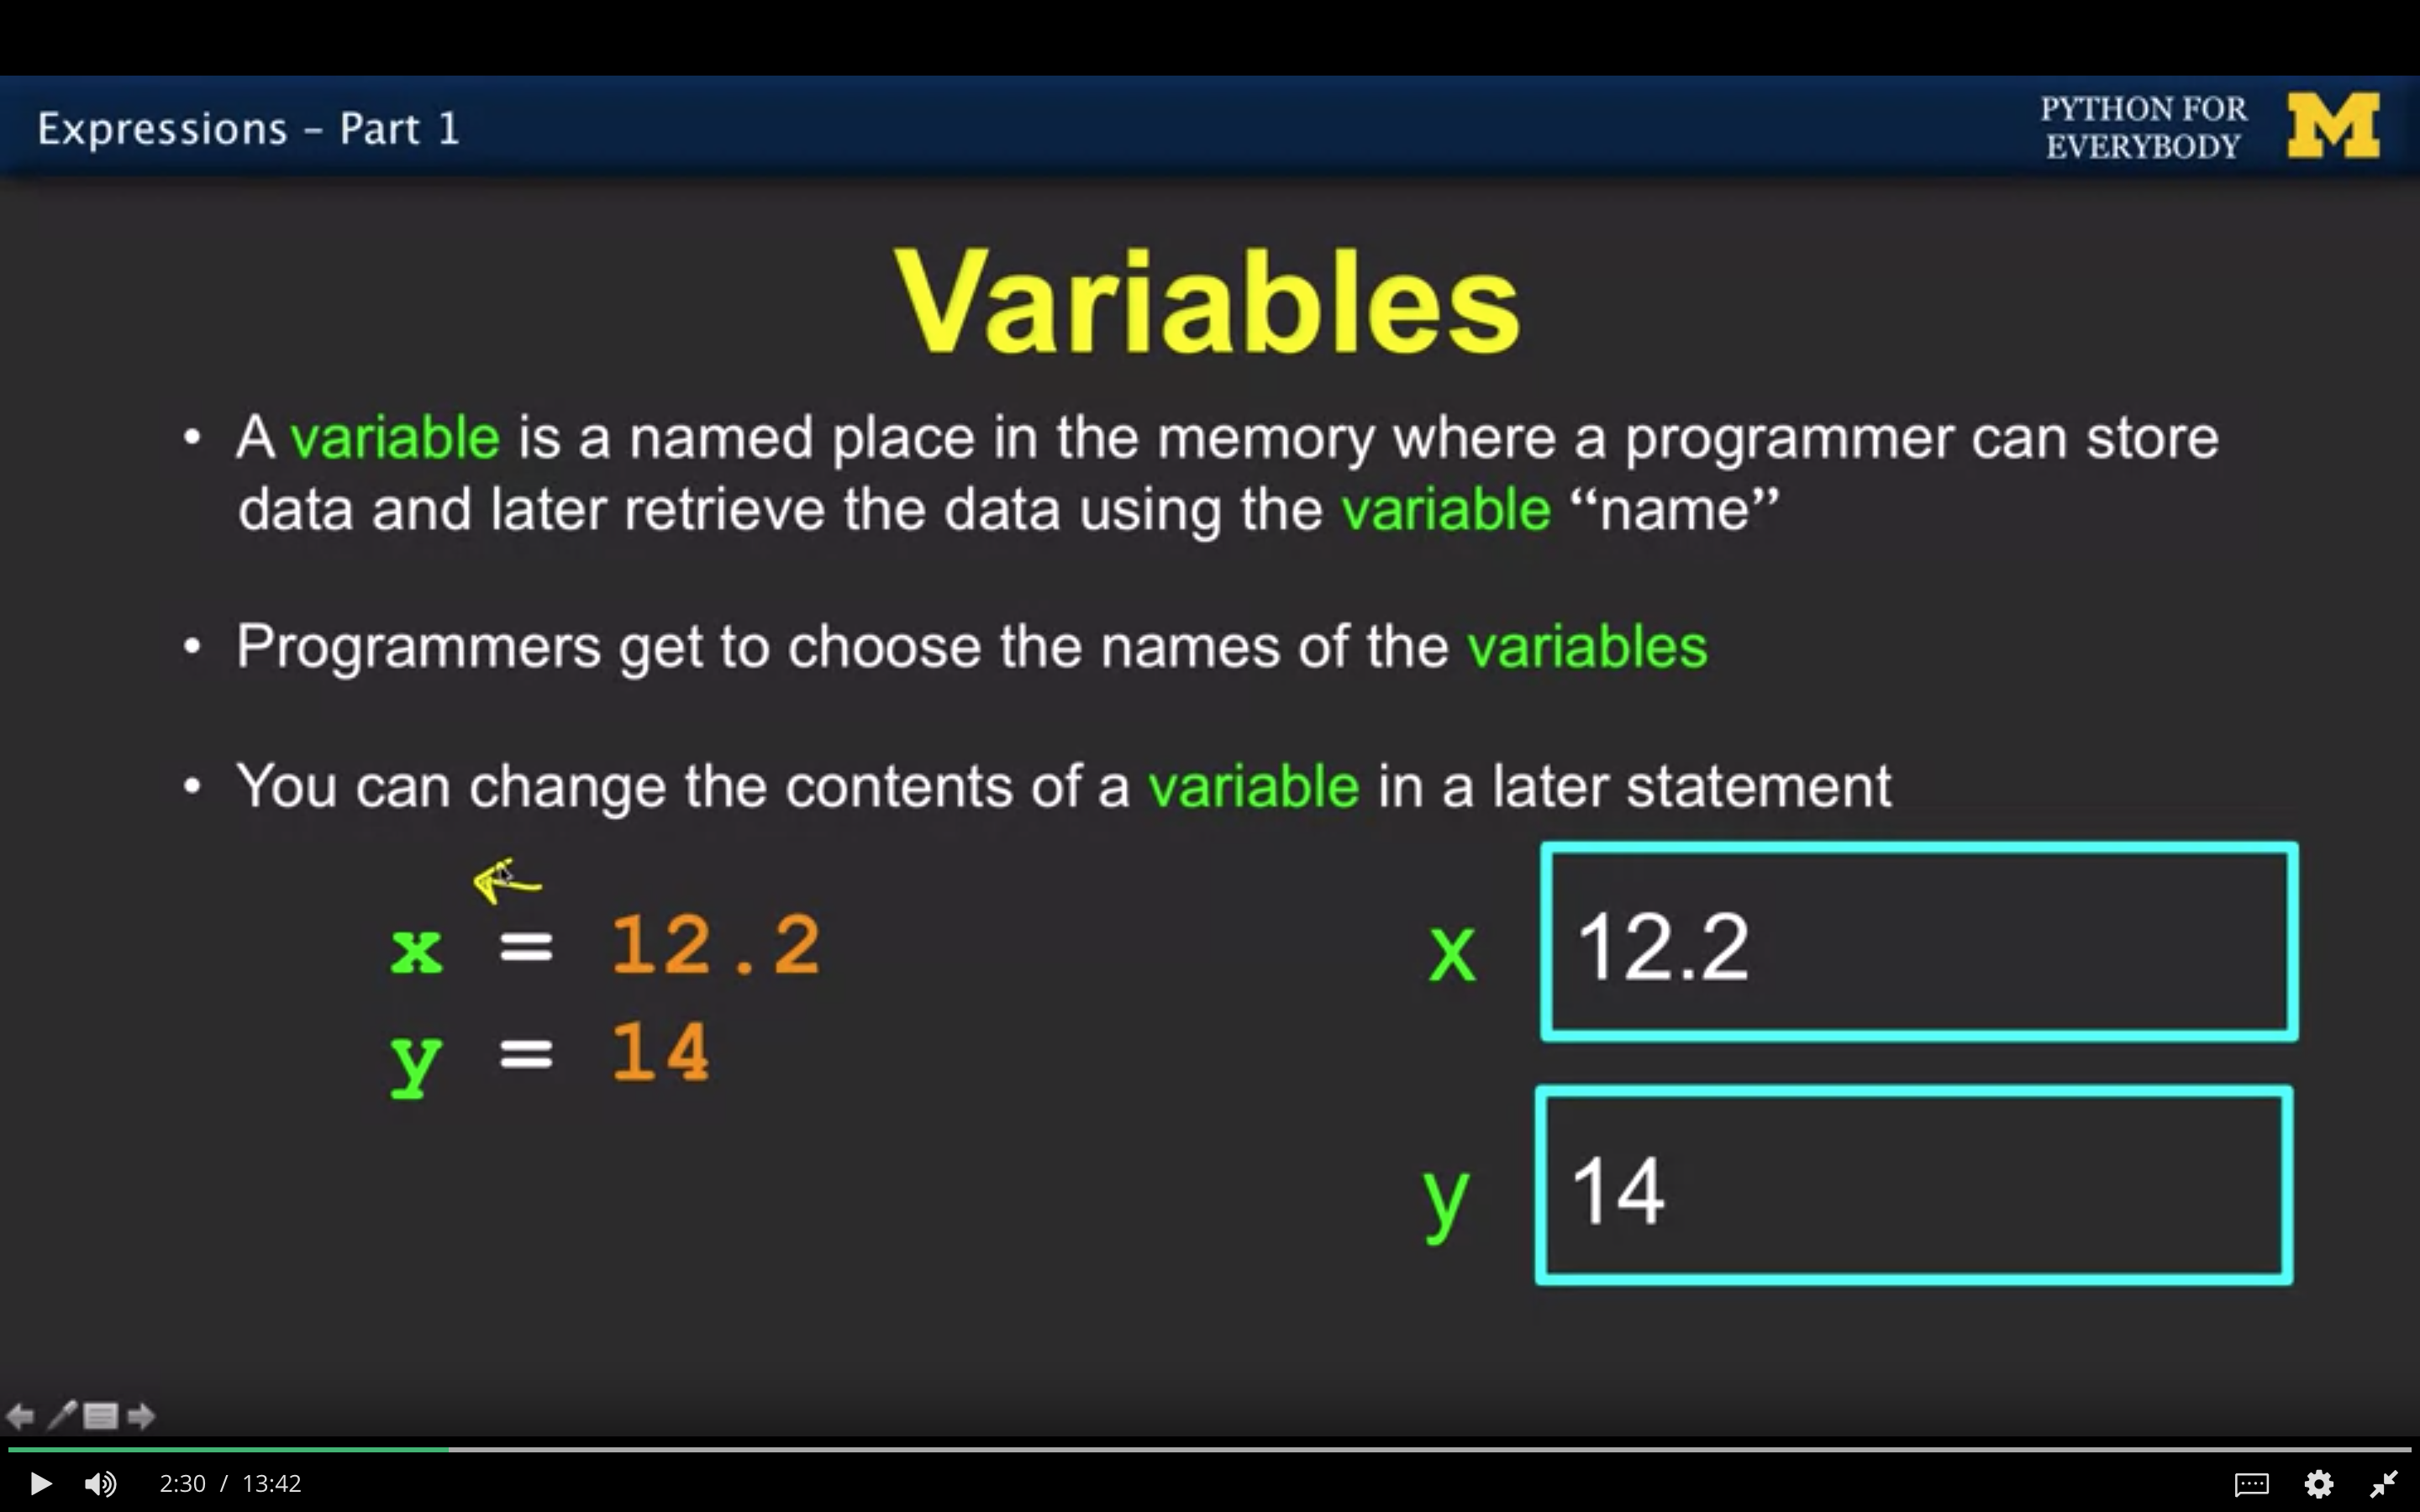 Expressions – Part 1
PYTHON FOR
EVERYBODY
M
Variables
• A variable is a named place in the memory where a programmer can store
data and later retrieve the data using the variable “name”
• Programmers get to choose the names of the variables
• You can change the contents of a variable in a later statement
x = 12.2
y = 14
x 12.2
y 14
2:30 / 13:42